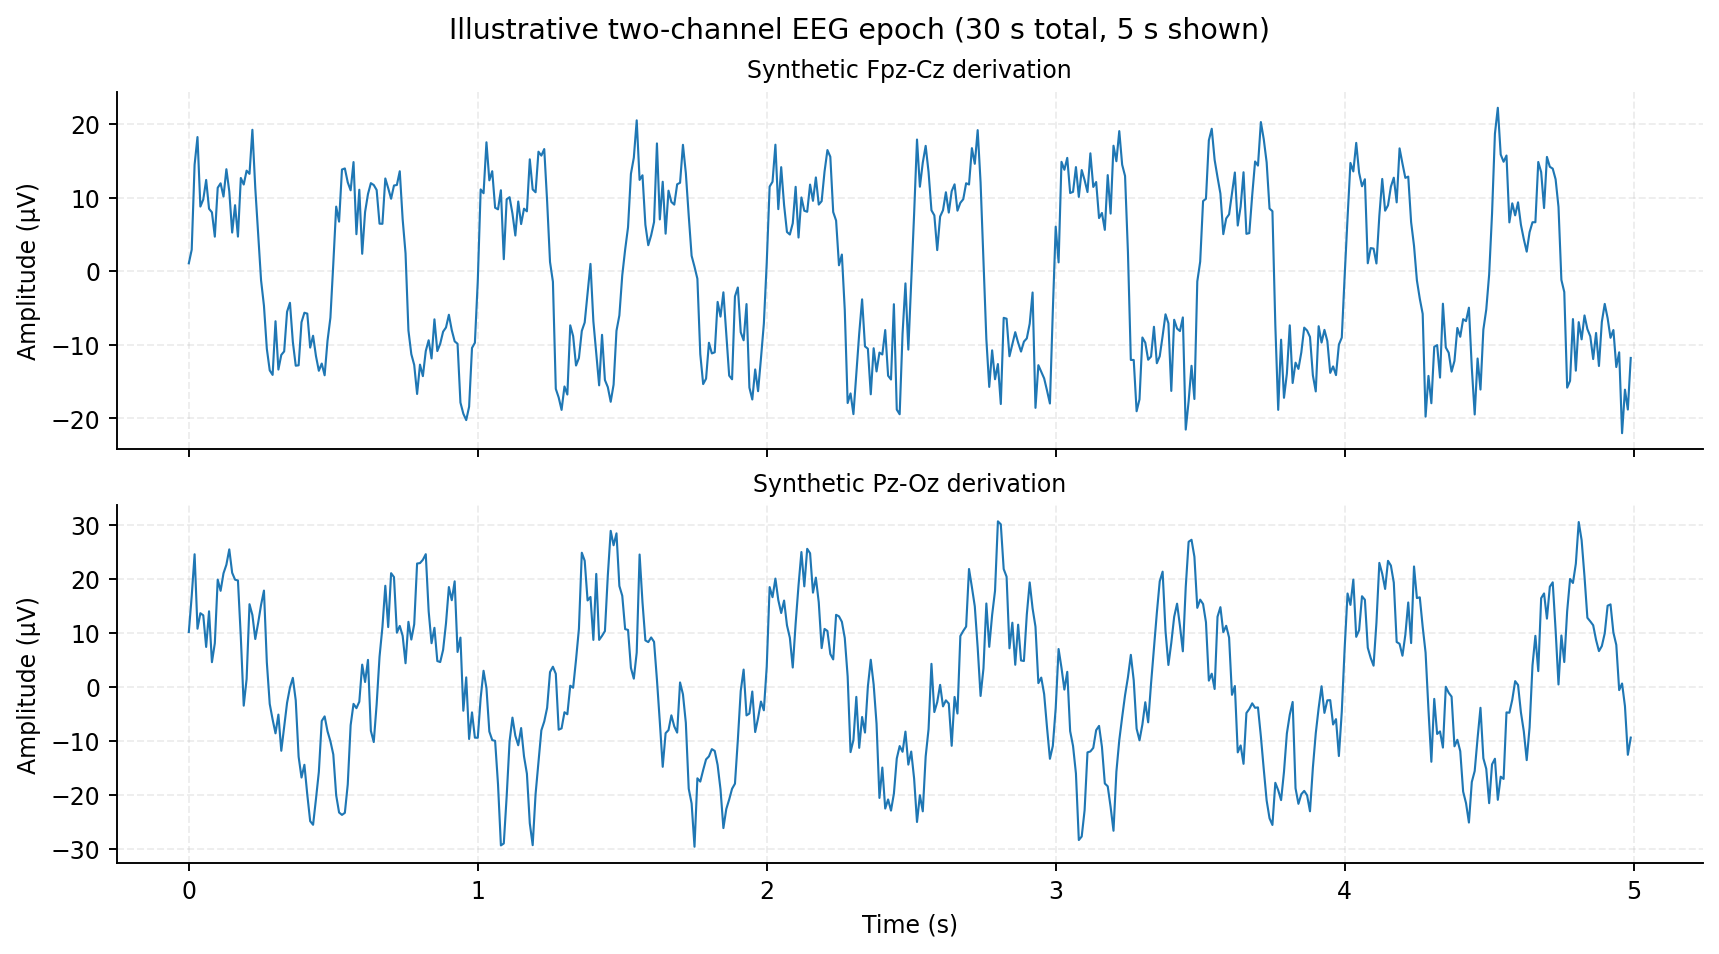 Illustrative two-channel EEG epoch (30 s total, 5 s shown)
Synthetic Fpz-Cz derivation
Amplitude (µV)
20
10
0
−10
−20
Synthetic Pz-Oz derivation
Amplitude (µV)
30
20
10
0
−10
−20
−30
0 1 2 3 4 5
Time (s)